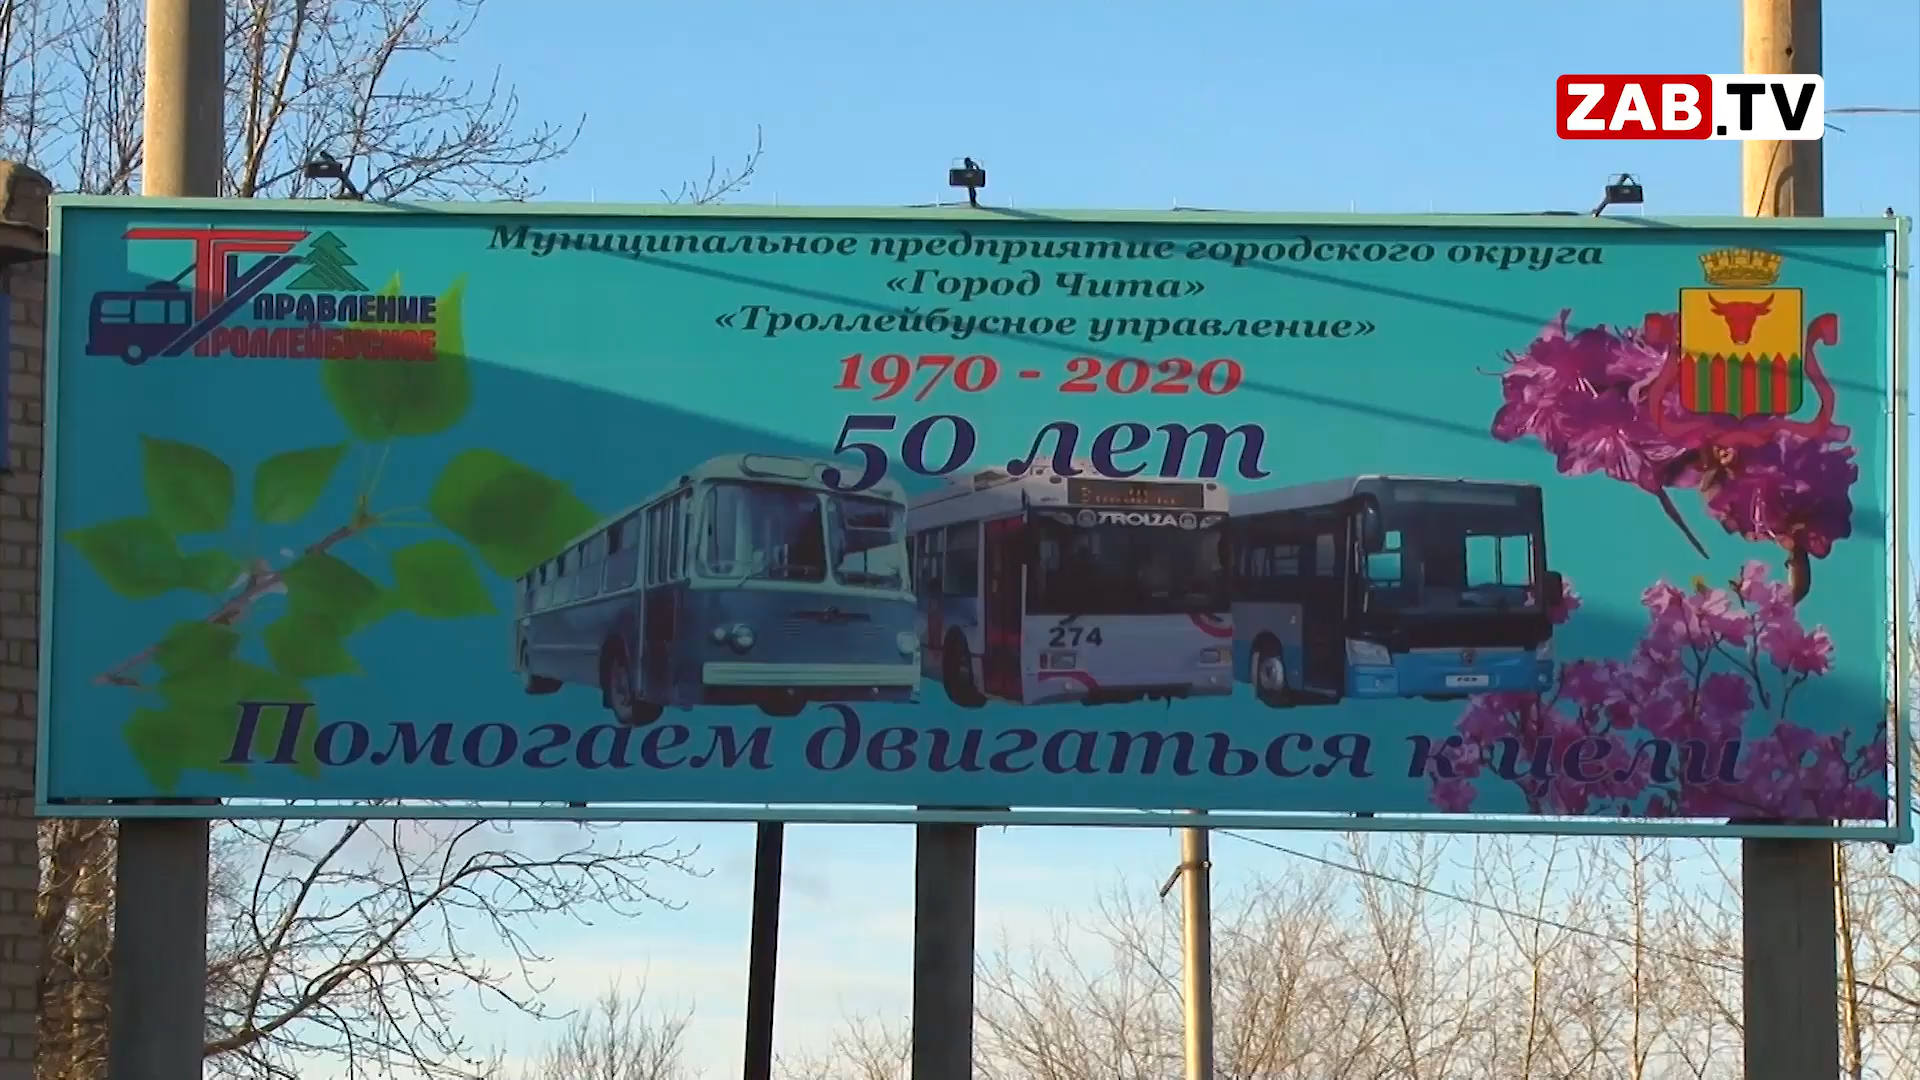 ZAB.TV
Муниципальное предприятие городского округа
«Город Чита»
«Троллейбусное управление»
1970 - 2020
50 лет
ТУ
ПРАВЛЕНИЕ
РОЛЛЕЙБУСНОЕ
TROLZA
274
Помогаем двигаться к цели